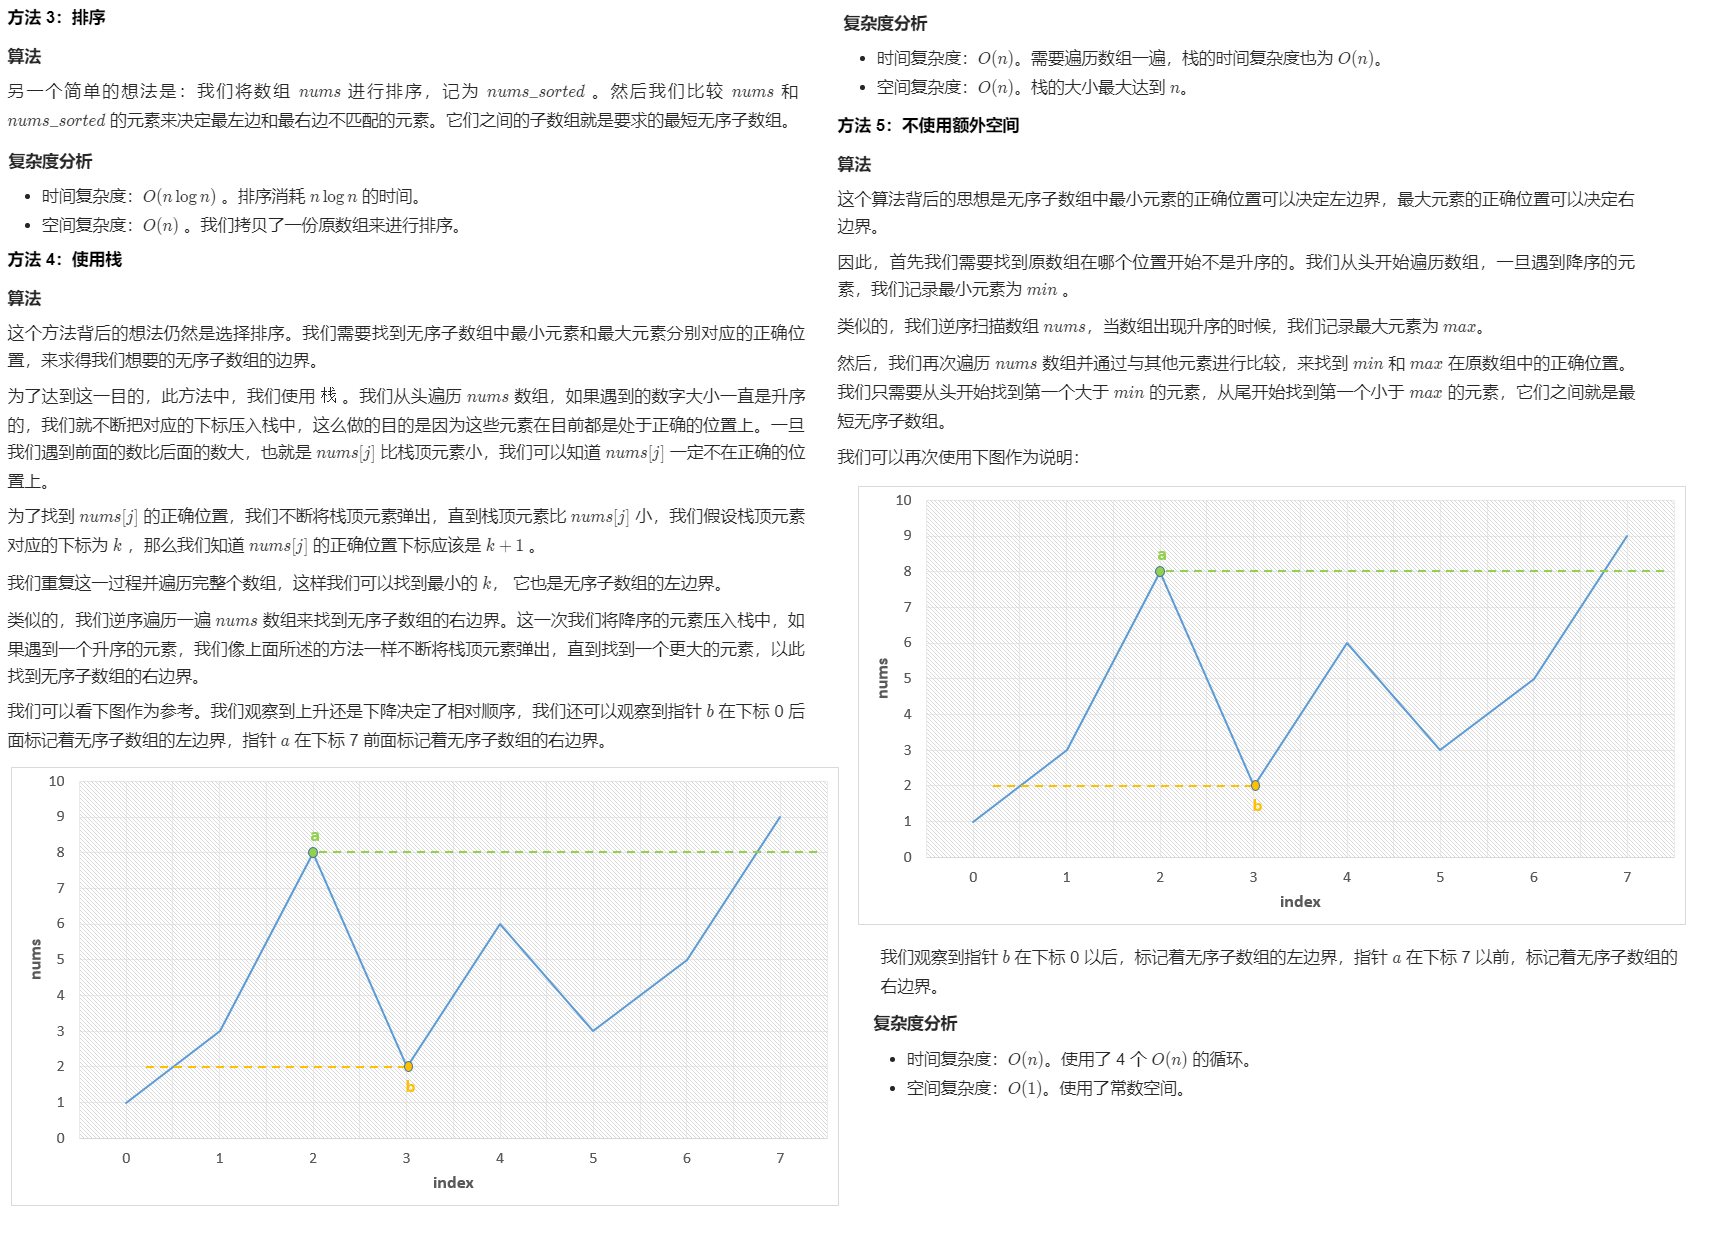 方法 3：排序
算法
另一个简单的想法是：我们将数组 nums 进行排序，记为 nums_sorted 。然后我们比较 nums 和
nums_sorted 的元素来决定最左边和最右边不匹配的元素。它们之间的子数组就是要求的最短无序子数组。
复杂度分析
• 时间复杂度：O(n log n) 。排序消耗 n log n 的时间。
• 空间复杂度：O(n) 。我们拷贝了一份原数组来进行排序。
方法 4：使用栈
算法
这个方法背后的想法仍然是选择排序。我们需要找到无序子数组中最小元素和最大元素分别对应的正确位
置，来求得我们想要的无序子数组的边界。
为了达到这一目的，此方法中，我们使用 栈 。我们从头遍历 nums 数组，如果遇到的数字大小一直是升序
的，我们就不断把对应的下标压入栈中，这么做的目的是因为这些元素在目前都是处于正确的位置上。一旦
我们遇到前面的数比后面的数大，也就是 nums[j] 比栈顶元素小，我们可以知道 nums[j] 一定不在正确的位
置上。
为了找到 nums[j] 的正确位置，我们不断将栈顶元素弹出，直到栈顶元素比 nums[j] 小，我们假设栈顶元素
对应的下标为 k ，那么我们知道 nums[j] 的正确位置下标应该是 k + 1 。
我们重复这一过程并遍历完整个数组，这样我们可以找到最小的 k， 它也是无序子数组的左边界。
类似的，我们逆序遍历一遍 nums 数组来找到无序子数组的右边界。这一次我们将降序的元素压入栈中，如
果遇到一个升序的元素，我们像上面所述的方法一样不断将栈顶元素弹出，直到找到一个更大的元素，以此
找到无序子数组的右边界。
我们可以看下图作为参考。我们观察到上升还是下降决定了相对顺序，我们还可以观察到指针 b 在下标 0 后
面标记着无序子数组的左边界，指针 a 在下标 7 前面标记着无序子数组的右边界。
10
9
8
7
6
5
4
3
2
1
0
nums
a
b
0 1 2 3 4 5 6 7
index
复杂度分析
• 时间复杂度：O(n)。需要遍历数组一遍，栈的时间复杂度也为 O(n)。
• 空间复杂度：O(n)。栈的大小最大达到 n。
方法 5：不使用额外空间
算法
这个算法背后的思想是无序子数组中最小元素的正确位置可以决定左边界，最大元素的正确位置可以决定右
边界。
因此，首先我们需要找到原数组在哪个位置开始不是升序的。我们从头开始遍历数组，一旦遇到降序的元
素，我们记录最小元素为 min 。
类似的，我们逆序扫描数组 nums，当数组出现升序的时候，我们记录最大元素为 max。
然后，我们再次遍历 nums 数组并通过与其他元素进行比较，来找到 min 和 max 在原数组中的正确位置。
我们只需要从头开始找到第一个大于 min 的元素，从尾开始找到第一个小于 max 的元素，它们之间就是最
短无序子数组。
我们可以再次使用下图作为说明：
10
9
8
7
6
5
4
3
2
1
0
nums
a
b
0 1 2 3 4 5 6 7
index
我们观察到指针 b 在下标 0 以后，标记着无序子数组的左边界，指针 a 在下标 7 以前，标记着无序子数组的
右边界。
复杂度分析
• 时间复杂度：O(n)。使用了 4 个 O(n) 的循环。
• 空间复杂度：O(1)。使用了常数空间。